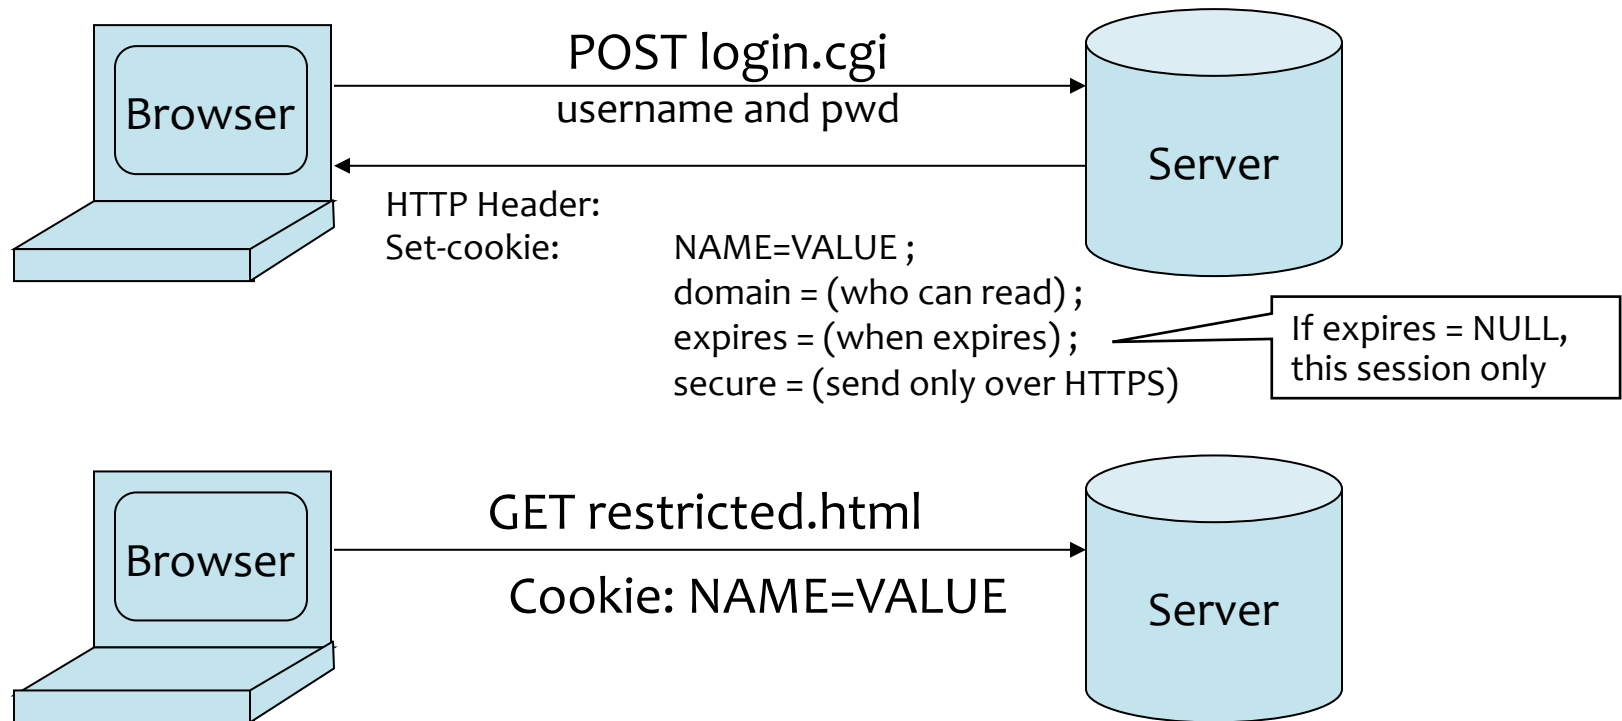 POST login.cgi
Browser
username and pwd
Server
HTTP Header:
Set-cookie: NAME=VALUE ;
domain = (who can read) ;
expires = (when expires) ;
secure = (send only over HTTPS)
If expires = NULL,
this session only
GET restricted.html
Browser
Cookie: NAME=VALUE
Server